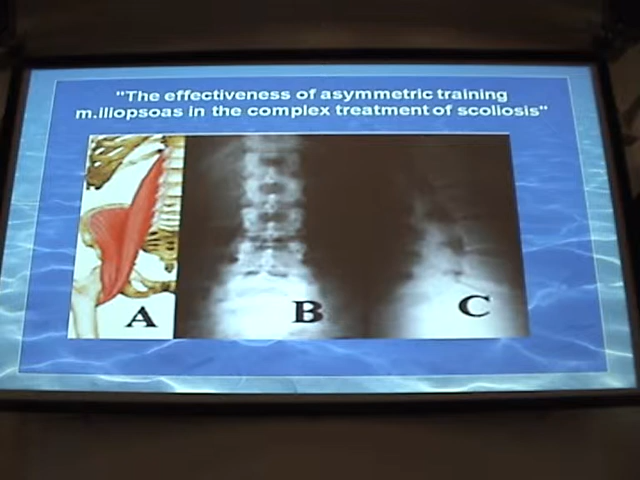 "The effectiveness of asymmetric training
m.iliopsoas in the complex treatment of scoliosis"
A
B
C